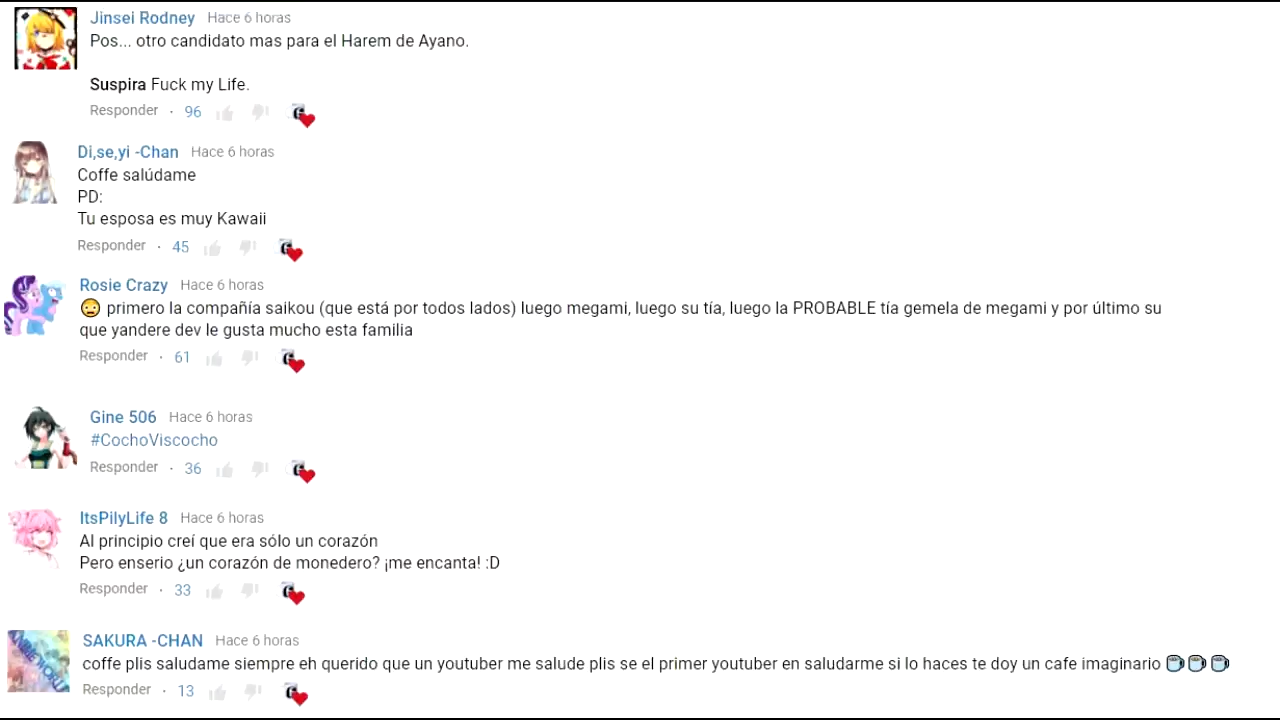 Jinsei Rodney Hace 6 horas
Pos... otro candidato mas para el Harem de Ayano.
Suspira Fuck my Life.
Responder · 96
Di,se,yi -Chan Hace 6 horas
Coffe salúdame
PD:
Tu esposa es muy Kawaii
Responder · 45
Rosie Crazy Hace 6 horas
primero la compañía saikou (que está por todos lados) luego megami, luego su tía, luego la PROBABLE tía gemela de megami y por último su
que yandere dev le gusta mucho esta familia
Responder · 61
Gine 506 Hace 6 horas
#CochoViscocho
Responder · 36
ItsPilyLife 8 Hace 6 horas
Al principio creí que era sólo un corazón
Pero enserio ¿un corazón de monedero? ¡me encanta! :D
Responder · 33
SAKURA -CHAN Hace 6 horas
coffe plis saludame siempre eh querido que un youtuber me salude plis se el primer youtuber en saludarme si lo haces te doy un cafe imaginario
Responder · 13